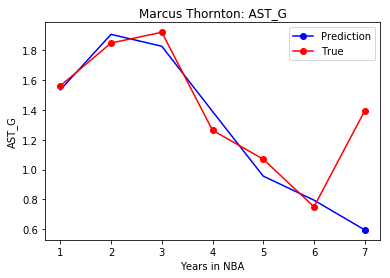 Marcus Thornton: AST_G
Prediction
True
1.8
1.6
1.4
1.2
1.0
0.8
0.6
AST_G
1 2 3 4 5 6 7
Years in NBA